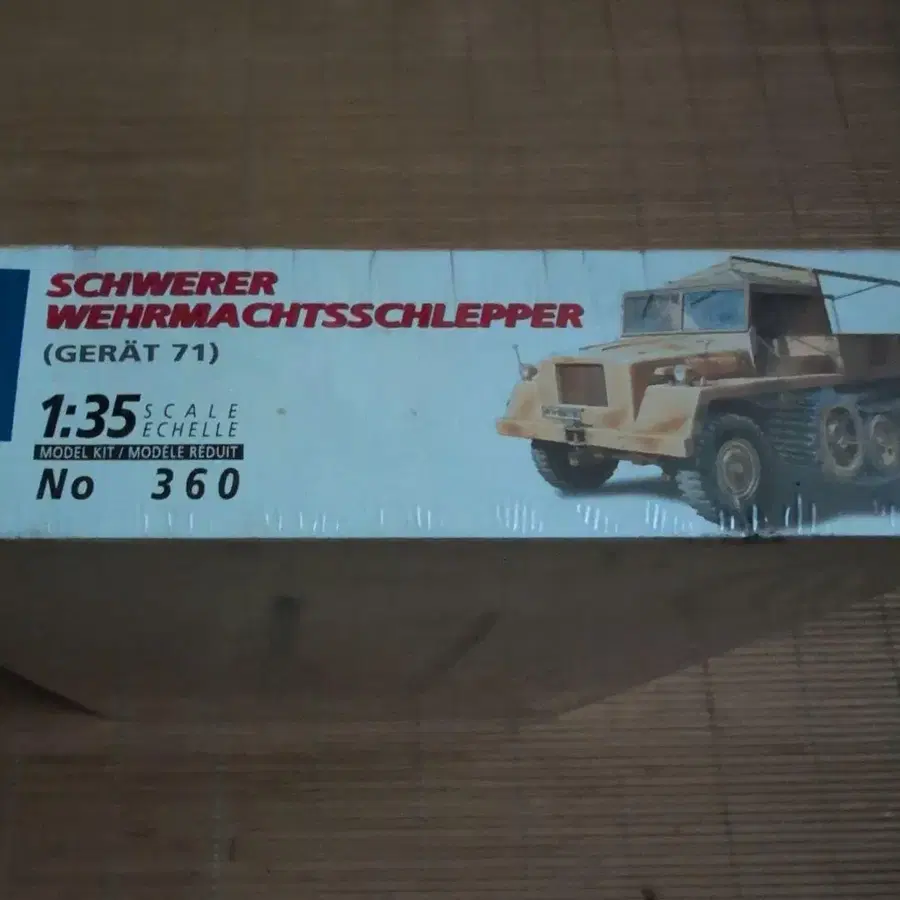 SCHWERER
WEHRMACHTSSCHLEPPER
(GERÄT 71)
1:35 SCALE
ECHELLE
MODEL KIT / MODÈLE RÉDUIT
No 360